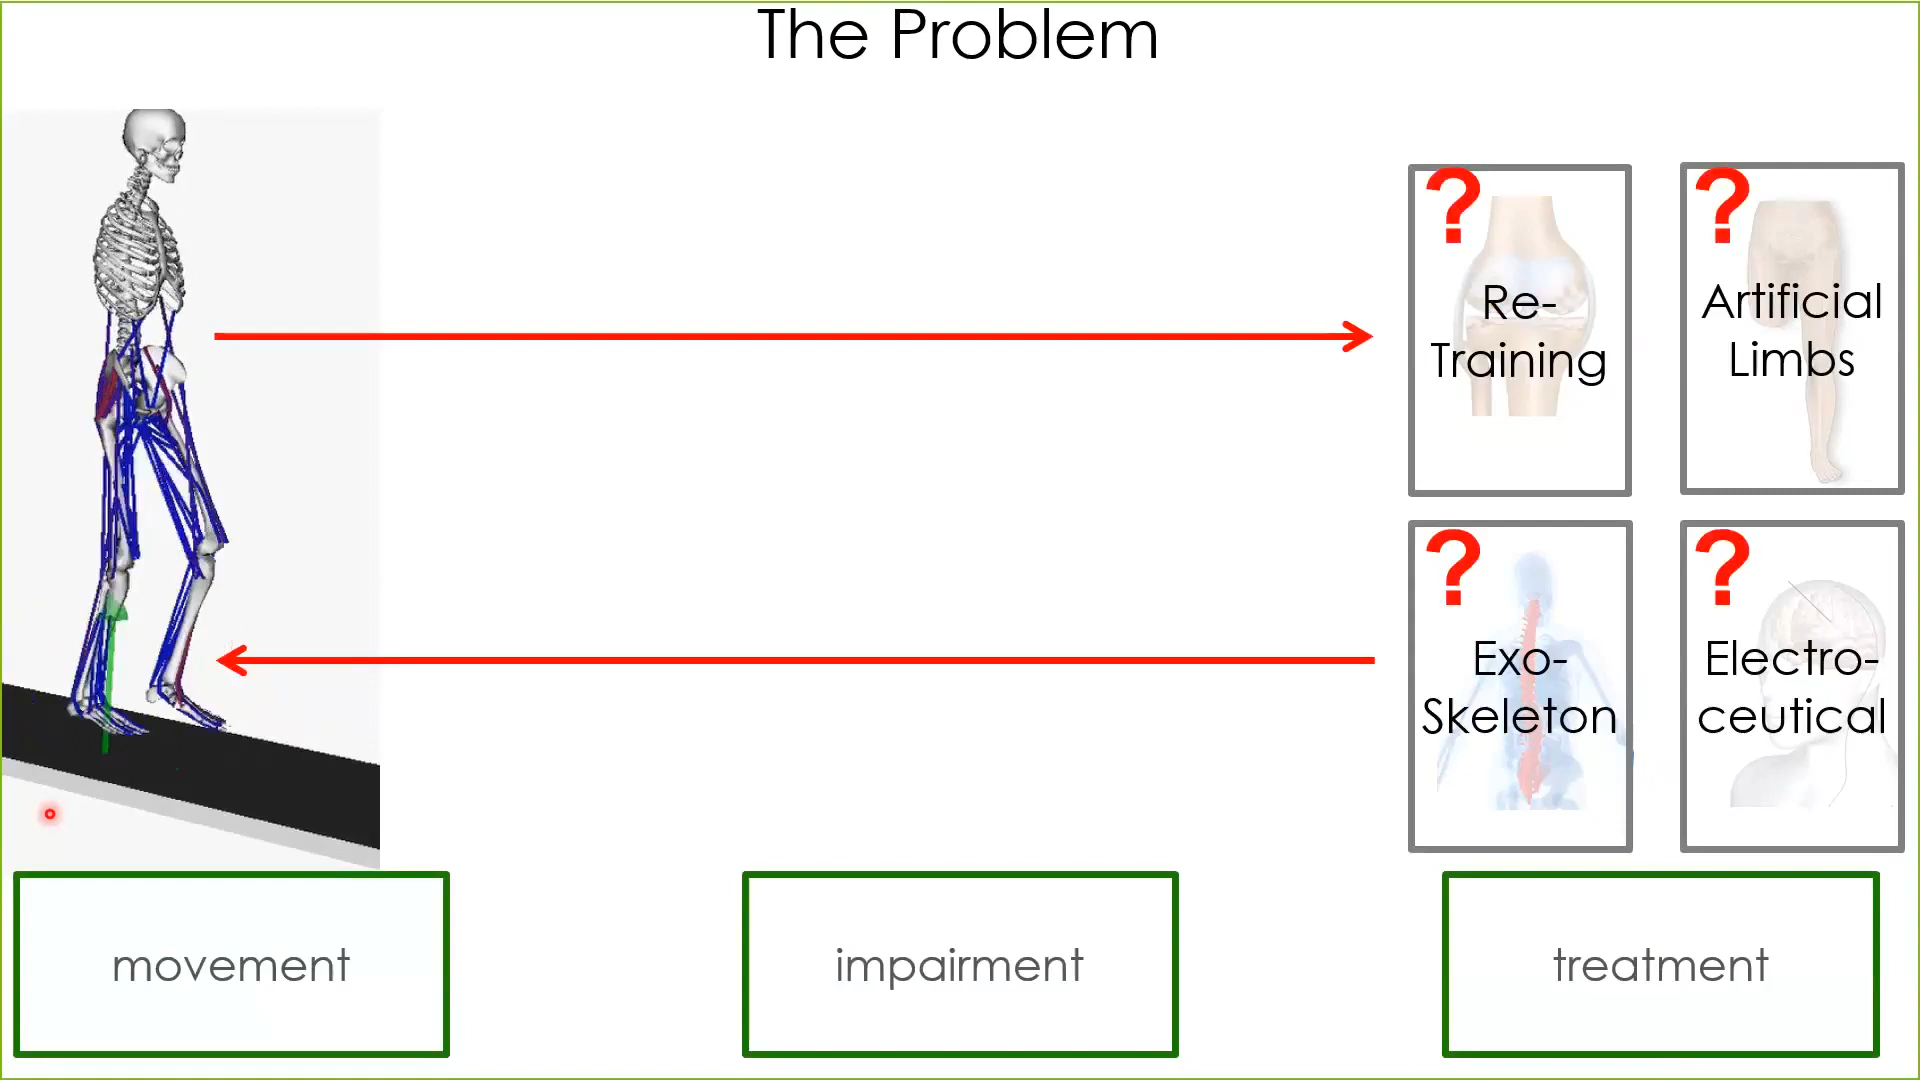 The Problem
?
Re-
Training
?
Artificial
Limbs
?
Exo-
Skeleton
?
Electro-
ceutical
movement
impairment
treatment